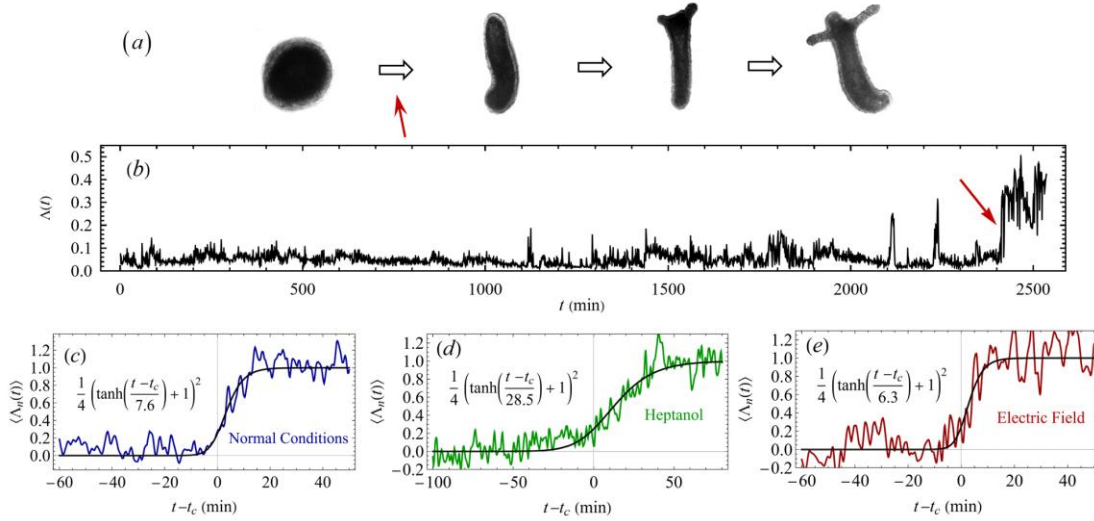 (a)
(b)
Λ(t)
0.5
0.4
0.3
0.2
0.1
0.0
0 500 1000 1500 2000 2500
t (min)
(c)
⟨Λn(t)⟩
1.2
1.0
0.8
0.6
0.4
0.2
0.0
1/4 (tanh((t−tc)/7.6)+1)²
Normal Conditions
−60 −40 −20 0 20 40
t−tc (min)
(d)
⟨Λn(t)⟩
1.2
1.0
0.8
0.6
0.4
0.2
0.0
−0.2
1/4 (tanh((t−tc)/28.5)+1)²
Heptanol
−100 −50 0 50
t−tc (min)
(e)
⟨Λn(t)⟩
1.2
1.0
0.8
0.6
0.4
0.2
0.0
−0.2
1/4 (tanh((t−tc)/6.3)+1)²
Electric Field
−60 −40 −20 0 20 40
t−tc (min)